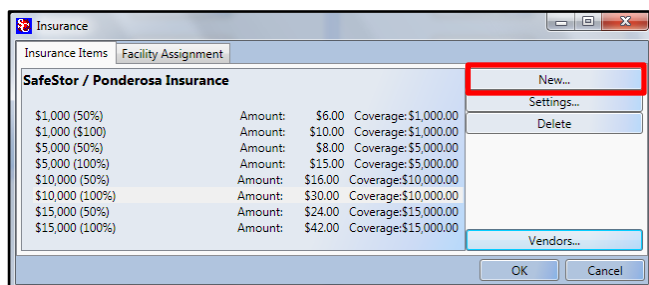 Insurance
Insurance Items Facility Assignment
SafeStor / Ponderosa Insurance
New...
Settings...
Delete
$1,000 (50%) Amount: $6.00 Coverage:$1,000.00
$1,000 ($100) Amount: $10.00 Coverage:$1,000.00
$5,000 (50%) Amount: $8.00 Coverage:$5,000.00
$5,000 (100%) Amount: $15.00 Coverage:$5,000.00
$10,000 (50%) Amount: $16.00 Coverage:$10,000.00
$10,000 (100%) Amount: $30.00 Coverage:$10,000.00
$15,000 (50%) Amount: $24.00 Coverage:$15,000.00
$15,000 (100%) Amount: $42.00 Coverage:$15,000.00
Vendors...
OK Cancel